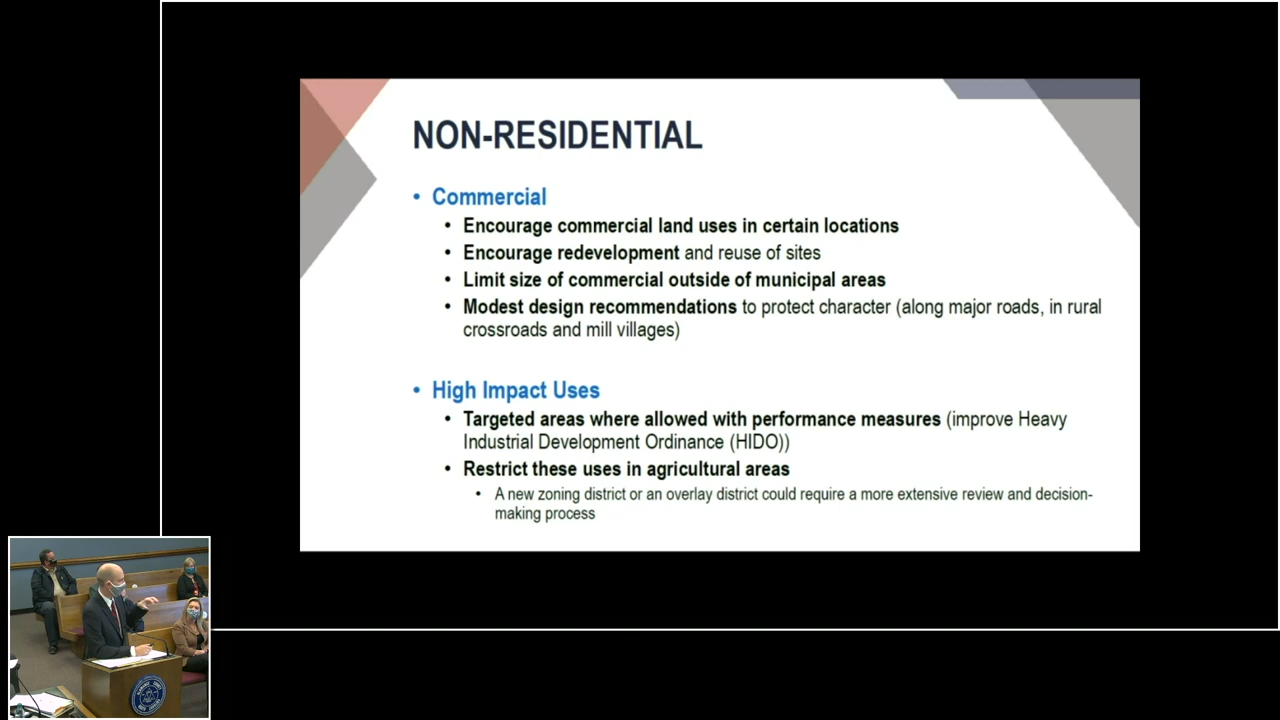 NON-RESIDENTIAL
• Commercial
• Encourage commercial land uses in certain locations
• Encourage redevelopment and reuse of sites
• Limit size of commercial outside of municipal areas
• Modest design recommendations to protect character (along major roads, in rural
crossroads and mill villages)
• High Impact Uses
• Targeted areas where allowed with performance measures (improve Heavy
Industrial Development Ordinance (HIDO))
• Restrict these uses in agricultural areas
• A new zoning district or an overlay district could require a more extensive review and decision-
making process